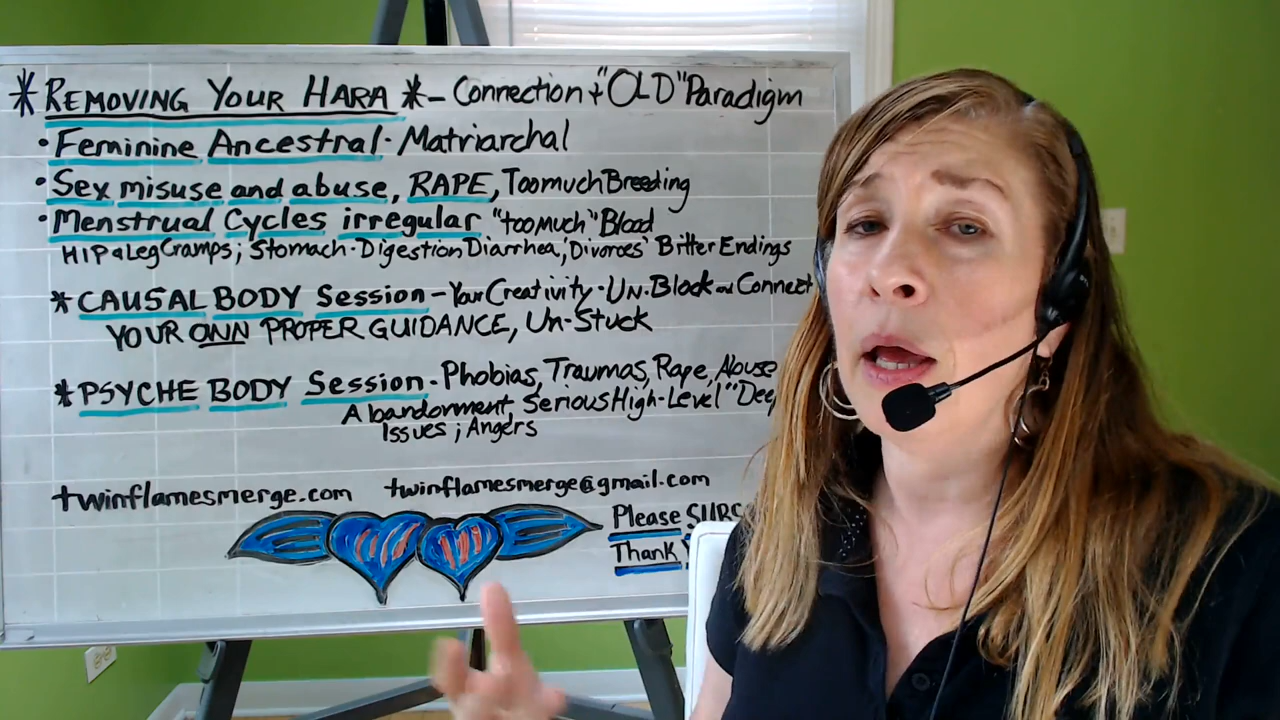 * REMOVING YOUR HARA * - Connection + "OLD" Paradigm
• Feminine Ancestral • Matriarchal
• Sex misuse and abuse, RAPE, Too much Breeding
• Menstrual Cycles irregular "too much" Blood
HIP & Leg Cramps; Stomach-Digestion Diarrhea, 'Divorces' Bitter Endings
* CAUSAL BODY Session - Your Creativity • UN-Block and Connect
YOUR OWN PROPER GUIDANCE, Un-Stuck
* PSYCHE BODY Session - Phobias, Traumas, Rape, Abuse
Abandorment, Serious High-Level "Deep
Issues; Angers
twinflamesmerge.com twinflamesmerge@gmail.com
Please SUBS
Thank